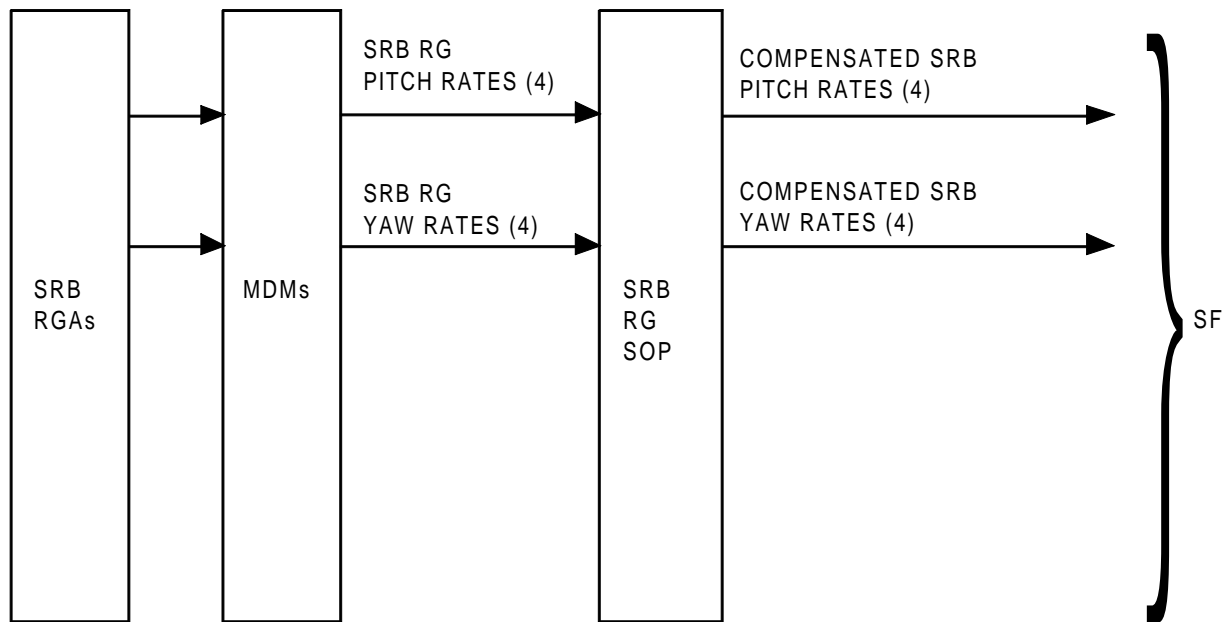 SRB
RGAs
MDMs
SRB RG
PITCH RATES (4)
SRB RG
YAW RATES (4)
SRB
RG
SOP
COMPENSATED SRB
PITCH RATES (4)
COMPENSATED SRB
YAW RATES (4)
SF